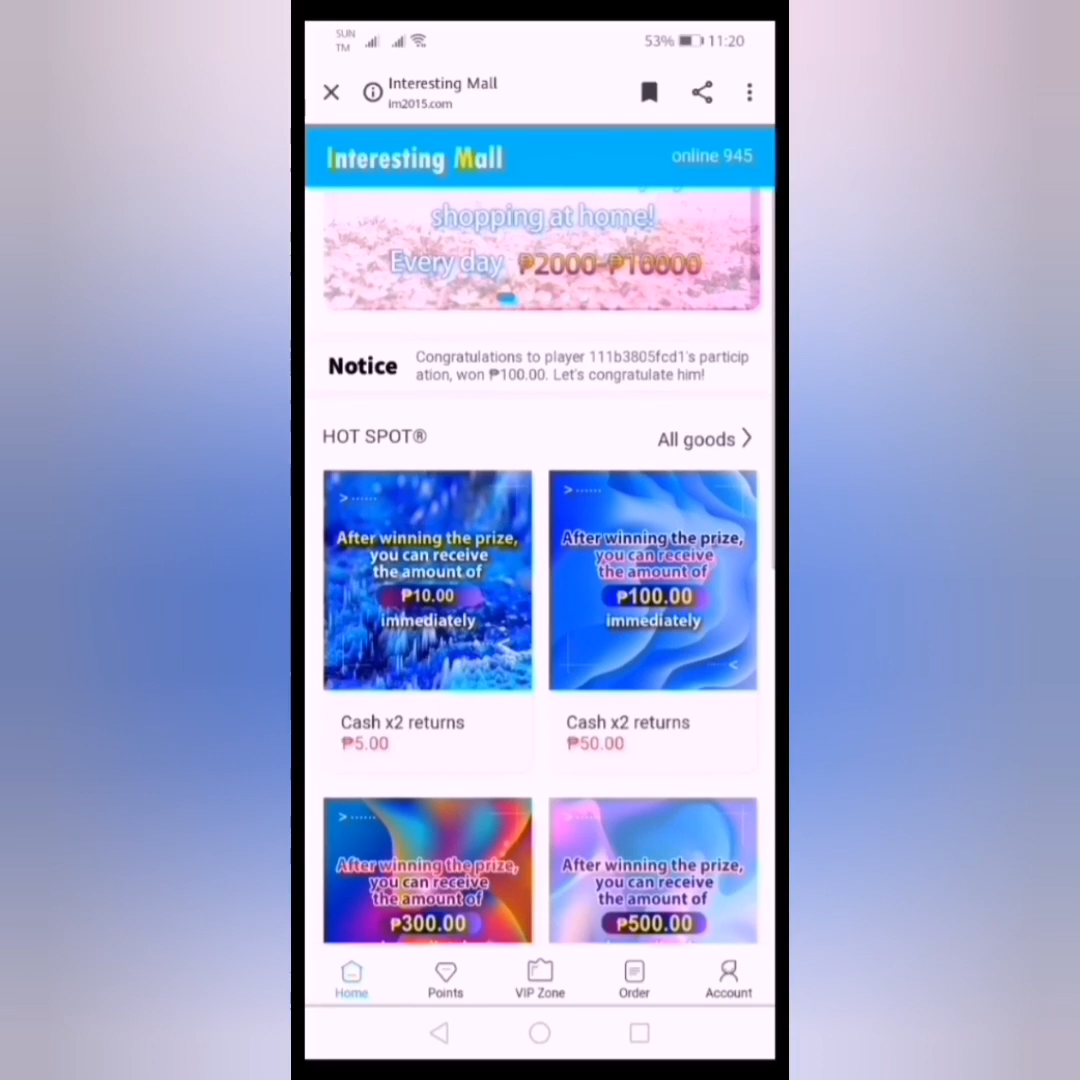 SUN
TM
53% 11:20
Interesting Mall
im2015.com
Interesting Mall
online 945
shopping at home!
Every day ₱2000-₱10000
Notice
Congratulations to player 111b3805fcd1's particip
ation, won ₱100.00. Let's congratulate him!
HOT SPOT®
All goods
After winning the prize,
you can receive
the amount of
₱10.00
immediately
After winning the prize,
you can receive
the amount of
₱100.00
immediately
Cash x2 returns
₱5.00
Cash x2 returns
₱50.00
After winning the prize,
you can receive
the amount of
₱300.00
After winning the prize,
you can receive
the amount of
₱500.00
Home
Points
VIP Zone
Order
Account